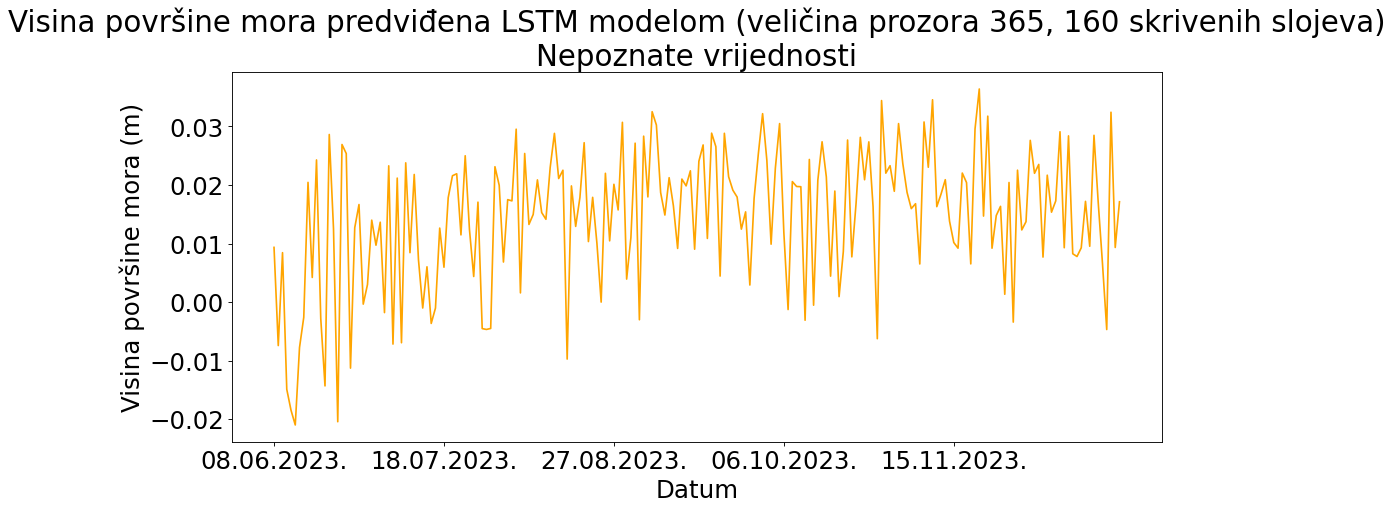 Visina površine mora predviđena LSTM modelom (veličina prozora 365, 160 skrivenih slojeva)
Nepoznate vrijednosti
Visina površine mora (m)
0.03
0.02
0.01
0.00
−0.01
−0.02
08.06.2023. 18.07.2023. 27.08.2023. 06.10.2023. 15.11.2023.
Datum